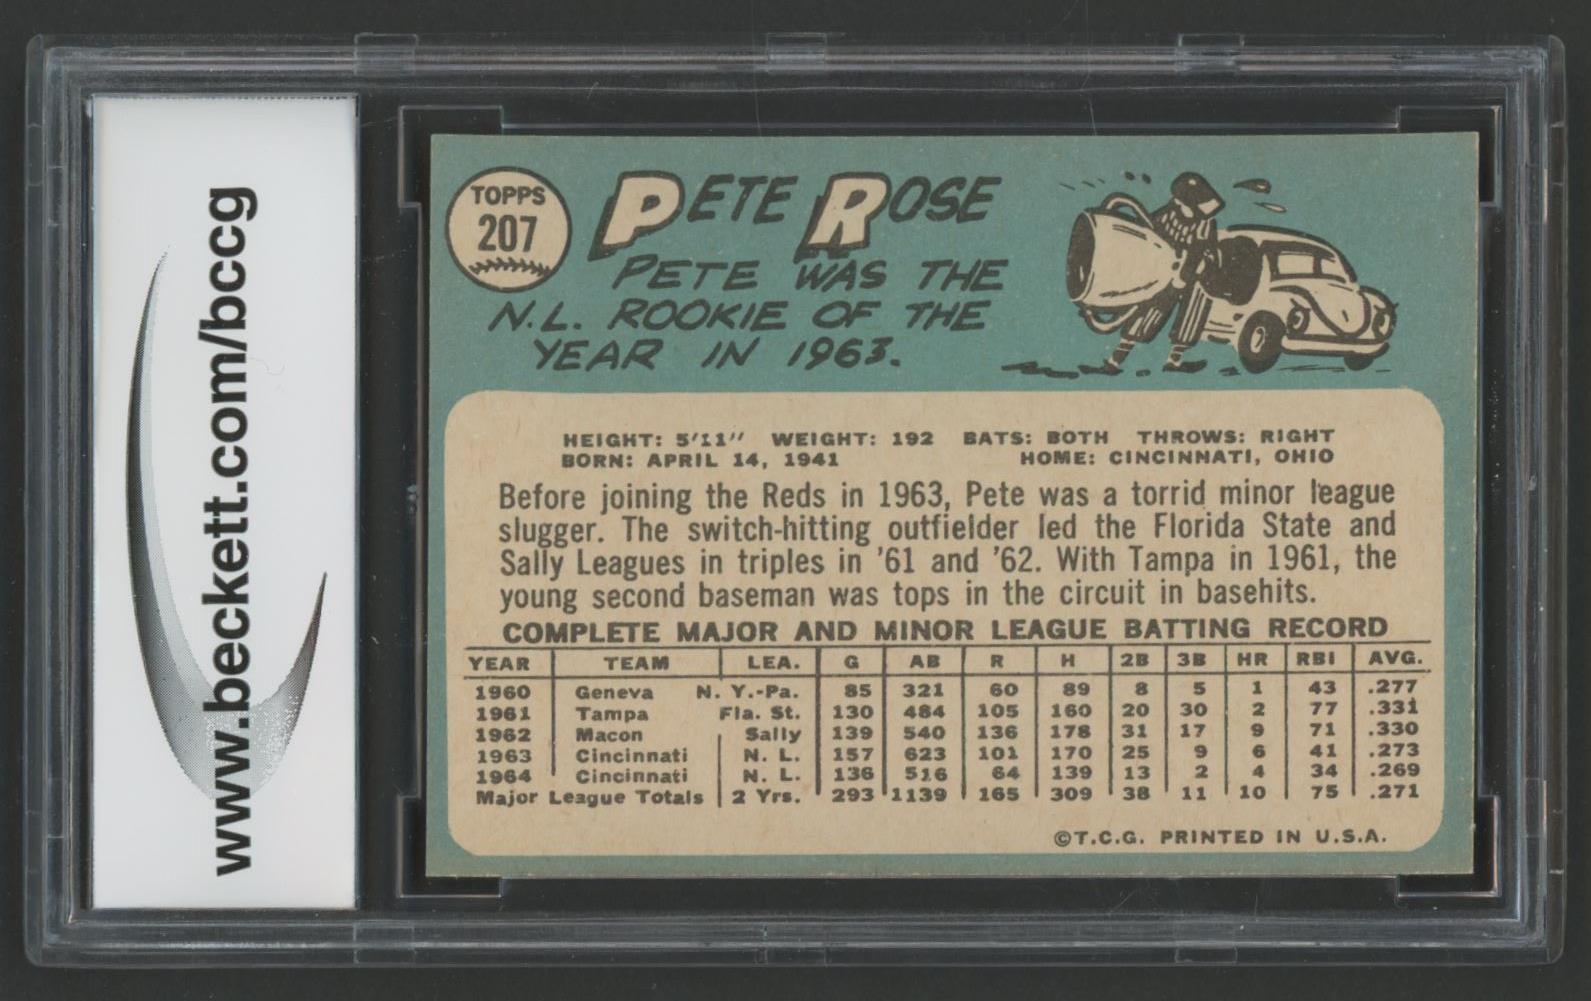 www.beckett.com/bccg
TOPPS
207
PETE ROSE
PETE WAS THE
N.L. ROOKIE OF THE
YEAR IN 1963.
HEIGHT: 5'11" WEIGHT: 192 BATS: BOTH THROWS: RIGHT
BORN: APRIL 14, 1941 HOME: CINCINNATI, OHIO
Before joining the Reds in 1963, Pete was a torrid minor league
slugger. The switch-hitting outfielder led the Florida State and
Sally Leagues in triples in '61 and '62. With Tampa in 1961, the
young second baseman was tops in the circuit in basehits.
COMPLETE MAJOR AND MINOR LEAGUE BATTING RECORD
YEAR TEAM LEA. G AB R H 2B 3B HR RBI AVG.
1960 Geneva N. Y.-Pa. 85 321 60 89 8 5 1 43 .277
1961 Tampa Fla. St. 130 484 105 160 20 30 2 77 .331
1962 Macon Sally 139 540 136 178 31 17 9 71 .330
1963 Cincinnati N. L. 157 623 101 170 25 9 6 41 .273
1964 Cincinnati N. L. 136 516 64 139 13 2 4 34 .269
Major League Totals 2 Yrs. 293 1139 165 309 38 11 10 75 .271
©T.C.G. PRINTED IN U.S.A.